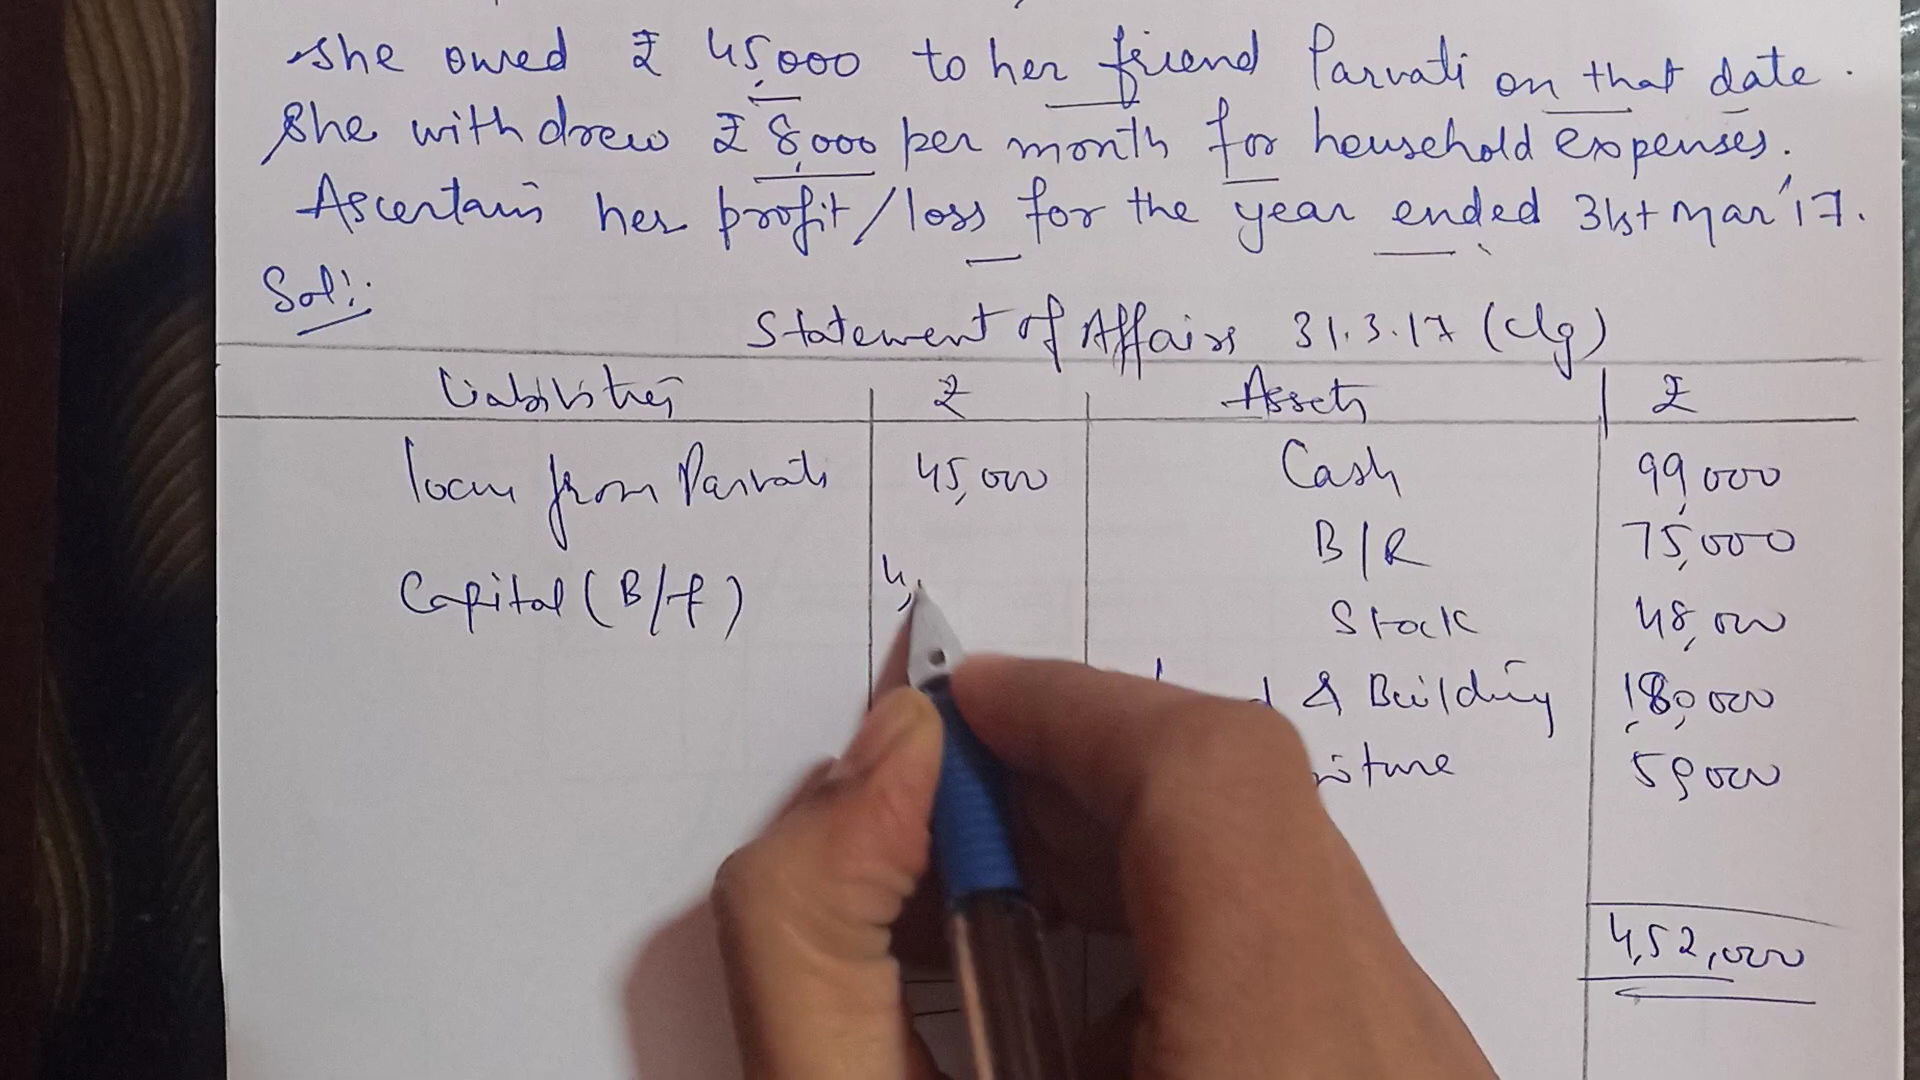 she owed ₹ 45,000 to her friend Parvati on that date.
She withdrew ₹ 8,000 per month for household expenses.
Ascertain her profit/loss for the year ended 31st Mar'17.
Sol:
Statement of Affairs 31.3.17 (Clg)
Liabilities ₹ Assets ₹
loan from Parvati 45,000 Cash 99,000
B/R 75,000
Capital (B/f) 4, Stock 48,000
& Building 1,80,000
4,52,000